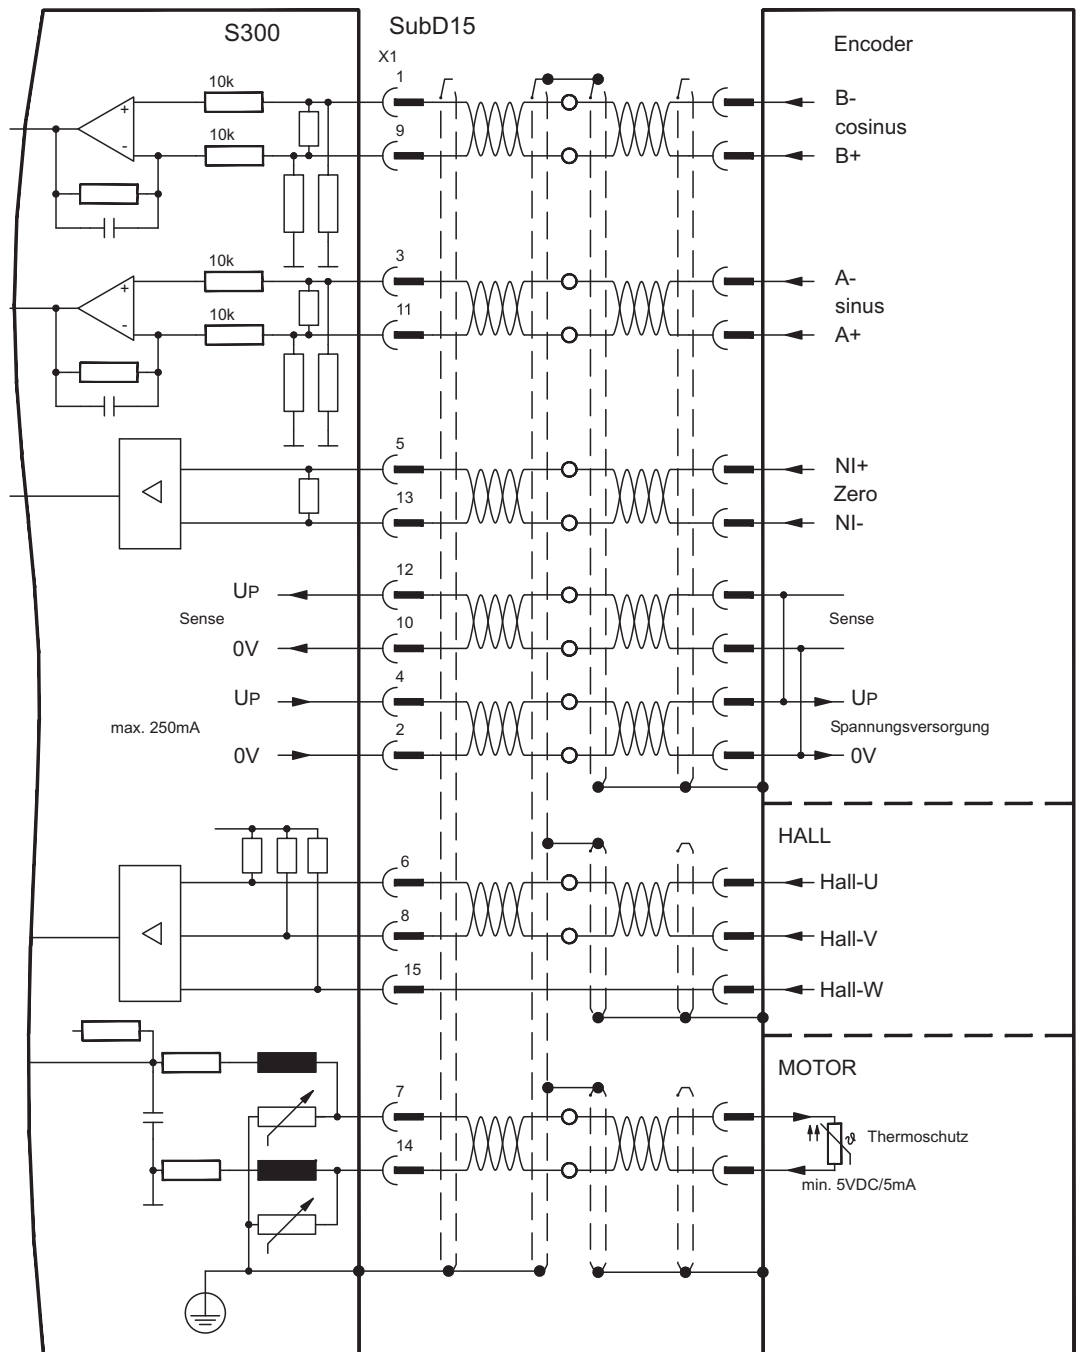 S300
SubD15
Encoder
X1
10k
1
B-
cosinus
10k
9
B+
+
-
10k
3
A-
sinus
10k
11
A+
+
-
5
NI+
Zero
13
NI-
UP
12
Sense
Sense
0V
10
UP
4
UP
max. 250mA
Spannungsversorgung
0V
2
0V
HALL
6
Hall-U
8
Hall-V
15
Hall-W
MOTOR
7
ϑ Thermoschutz
14
min. 5VDC/5mA